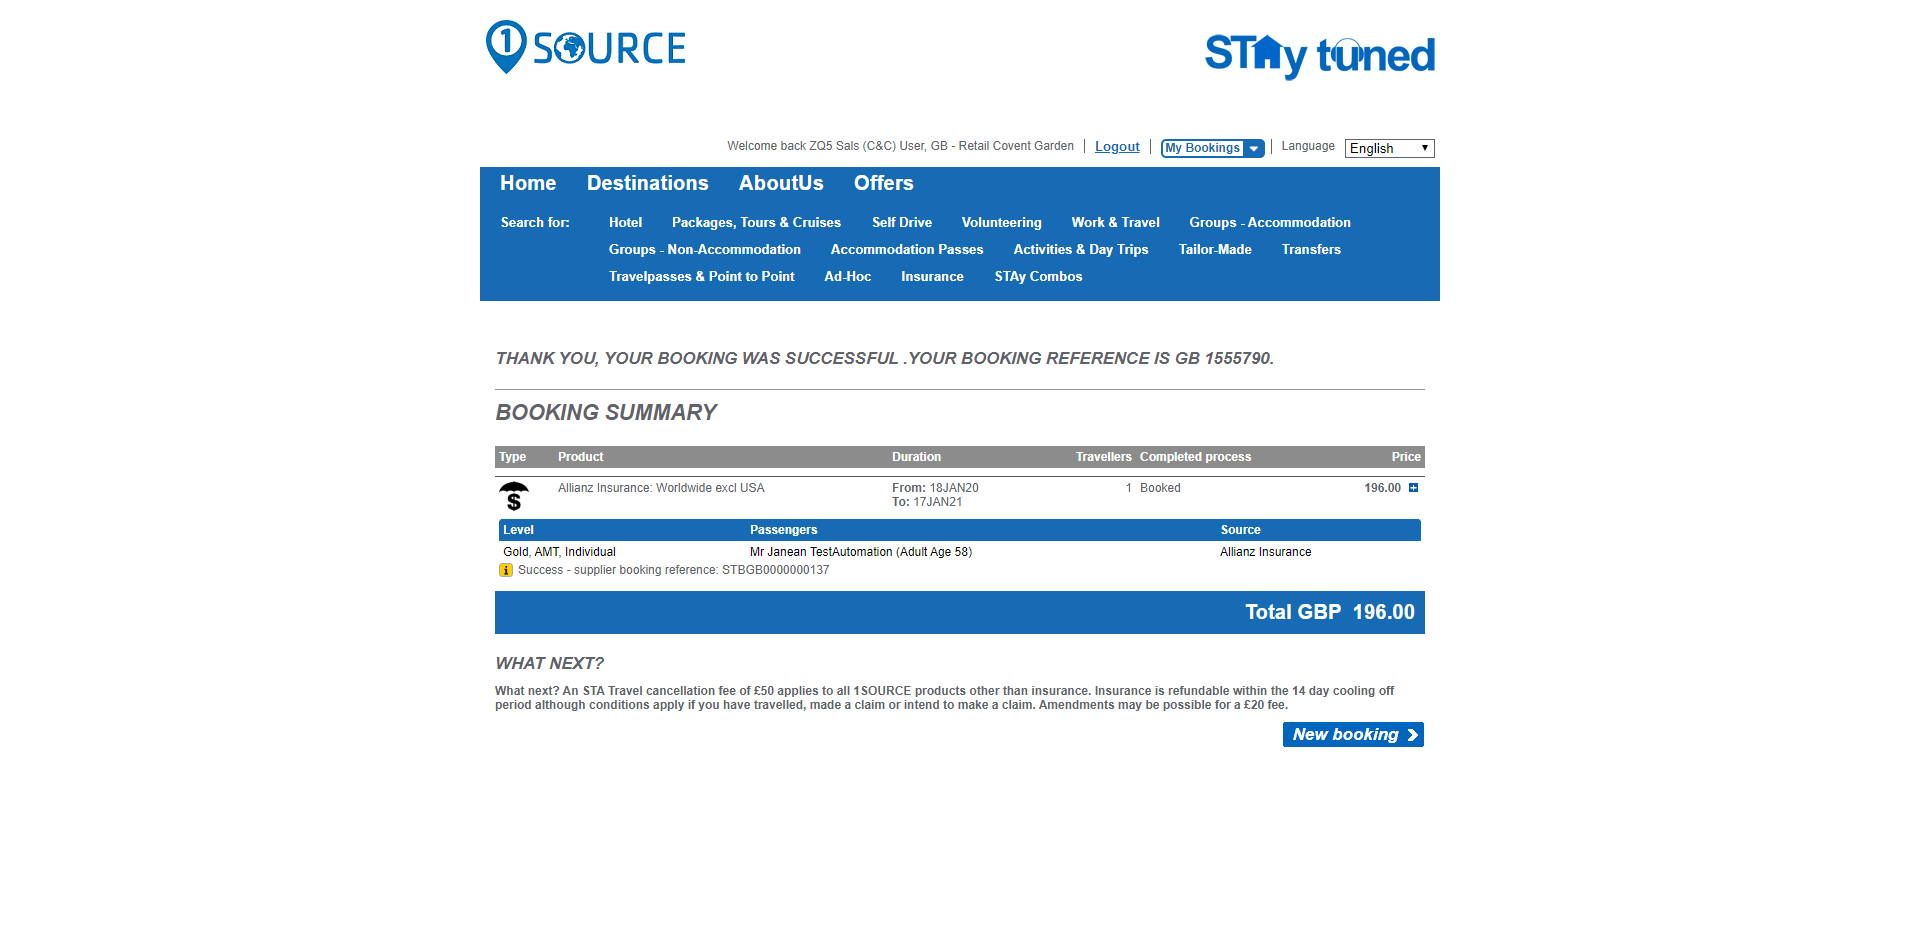 1 SOURCE
STAy tuned
Welcome back ZQ5 Sals (C&C) User, GB - Retail Covent Garden Logout My Bookings Language English
Home Destinations AboutUs Offers
Search for: Hotel Packages, Tours & Cruises Self Drive Volunteering Work & Travel Groups - Accommodation
Groups - Non-Accommodation Accommodation Passes Activities & Day Trips Tailor-Made Transfers
Travelpasses & Point to Point Ad-Hoc Insurance STAy Combos
THANK YOU, YOUR BOOKING WAS SUCCESSFUL .YOUR BOOKING REFERENCE IS GB 1555790.
BOOKING SUMMARY
Type Product Duration Travellers Completed process Price
$ Allianz Insurance: Worldwide excl USA From: 18JAN20 1 Booked 196.00
To: 17JAN21
Level Passengers Source
Gold, AMT, Individual Mr Janean TestAutomation (Adult Age 58) Allianz Insurance
i Success - supplier booking reference: STBGB0000000137
Total GBP 196.00
WHAT NEXT?
What next? An STA Travel cancellation fee of £50 applies to all 1SOURCE products other than insurance. Insurance is refundable within the 14 day cooling off
period although conditions apply if you have travelled, made a claim or intend to make a claim. Amendments may be possible for a £20 fee.
New booking